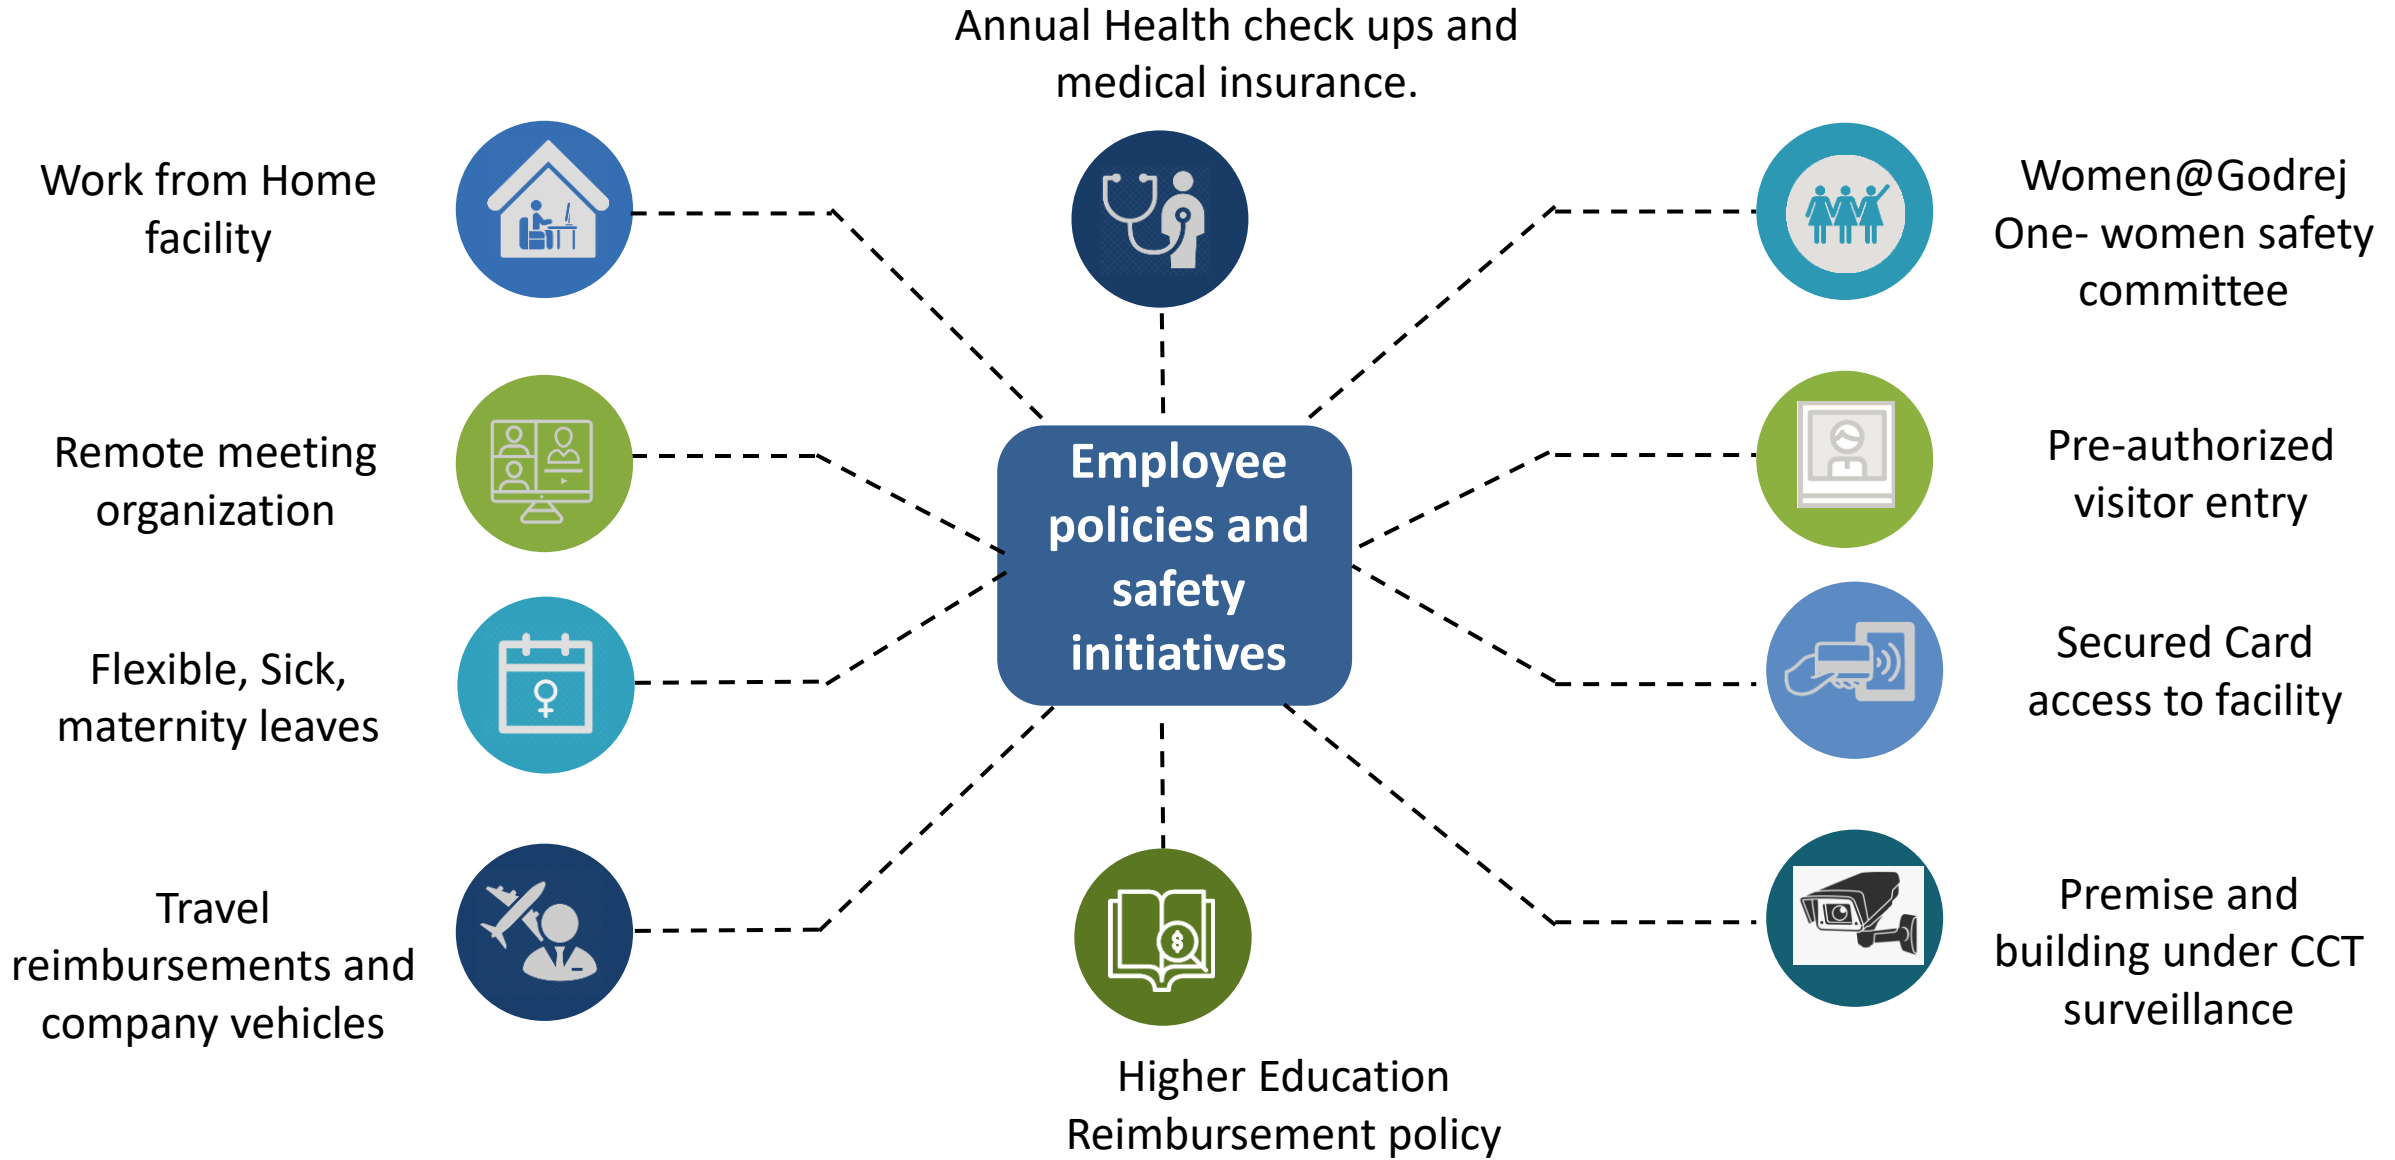 Annual Health check ups and
medical insurance.
Work from Home
facility
Women@Godrej
One- women safety
committee
Remote meeting
organization
Employee
policies and
safety
initiatives
Pre-authorized
visitor entry
Flexible, Sick,
maternity leaves
Secured Card
access to facility
Travel
reimbursements and
company vehicles
$
Premise and
building under CCT
surveillance
Higher Education
Reimbursement policy